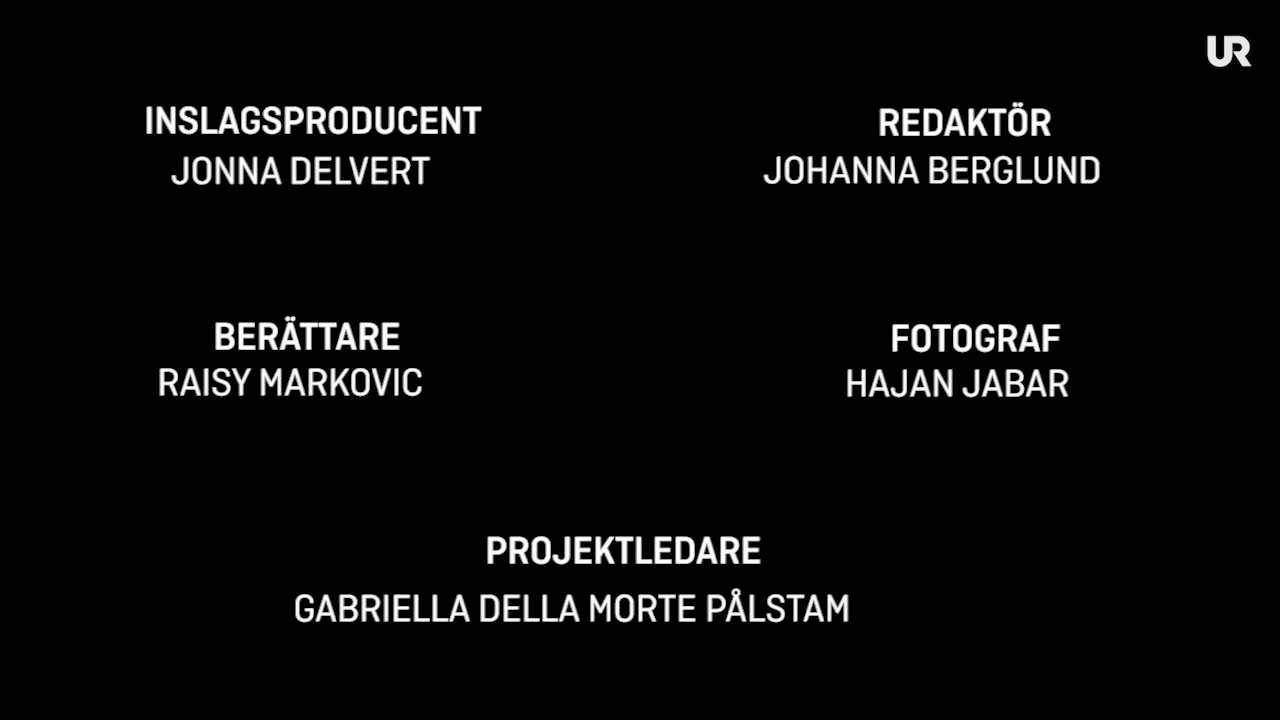 UR
INSLAGSPRODUCENT
JONNA DELVERT
REDAKTÖR
JOHANNA BERGLUND
BERÄTTARE
RAISY MARKOVIC
FOTOGRAF
HAJAN JABAR
PROJEKTLEDARE
GABRIELLA DELLA MORTE PÅLSTAM